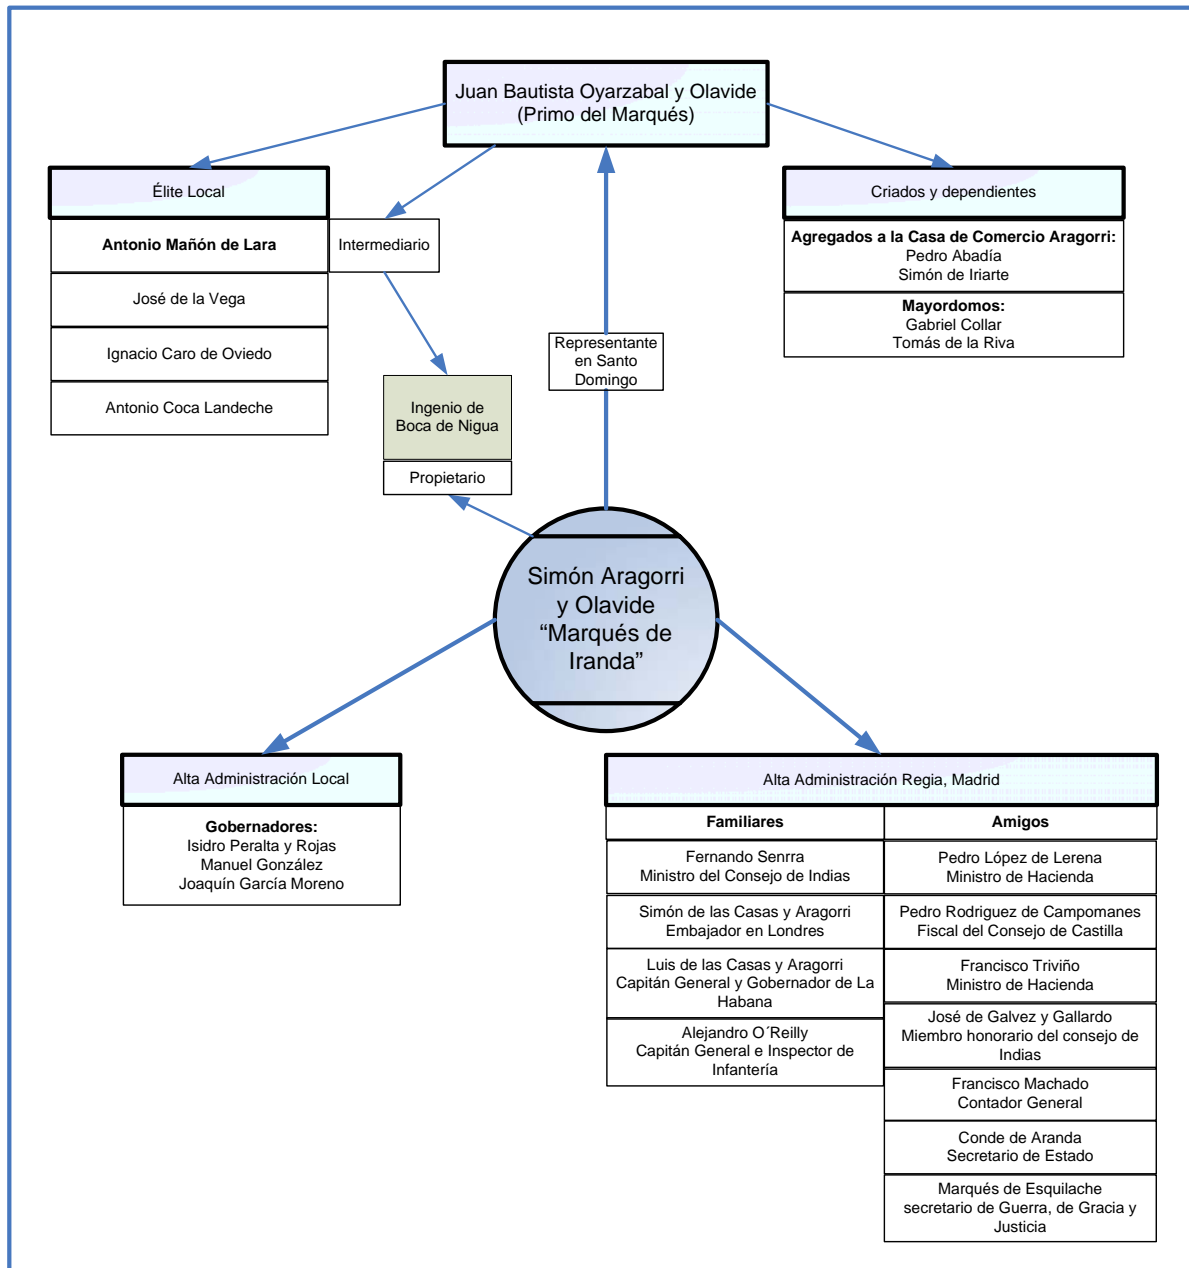 Juan Bautista Oyarzabal y Olavide
(Primo del Marqués)
Élite Local
Antonio Mañón de Lara
José de la Vega
Ignacio Caro de Oviedo
Antonio Coca Landeche
Intermediario
Ingenio de
Boca de Nigua
Propietario
Representante
en Santo
Domingo
Criados y dependientes
Agregados a la Casa de Comercio Aragorri:
Pedro Abadía
Simón de Iriarte
Mayordomos:
Gabriel Collar
Tomás de la Riva
Simón Aragorri
y Olavide
“Marqués de
Iranda”
Alta Administración Local
Gobernadores:
Isidro Peralta y Rojas
Manuel González
Joaquín García Moreno
Alta Administración Regia, Madrid
Familiares
Fernando Senrra
Ministro del Consejo de Indias
Simón de las Casas y Aragorri
Embajador en Londres
Luis de las Casas y Aragorri
Capitán General y Gobernador de La
Habana
Alejandro O´Reilly
Capitán General e Inspector de
Infantería
Amigos
Pedro López de Lerena
Ministro de Hacienda
Pedro Rodriguez de Campomanes
Fiscal del Consejo de Castilla
Francisco Triviño
Ministro de Hacienda
José de Galvez y Gallardo
Miembro honorario del consejo de
Indias
Francisco Machado
Contador General
Conde de Aranda
Secretario de Estado
Marqués de Esquilache
secretario de Guerra, de Gracia y
Justicia